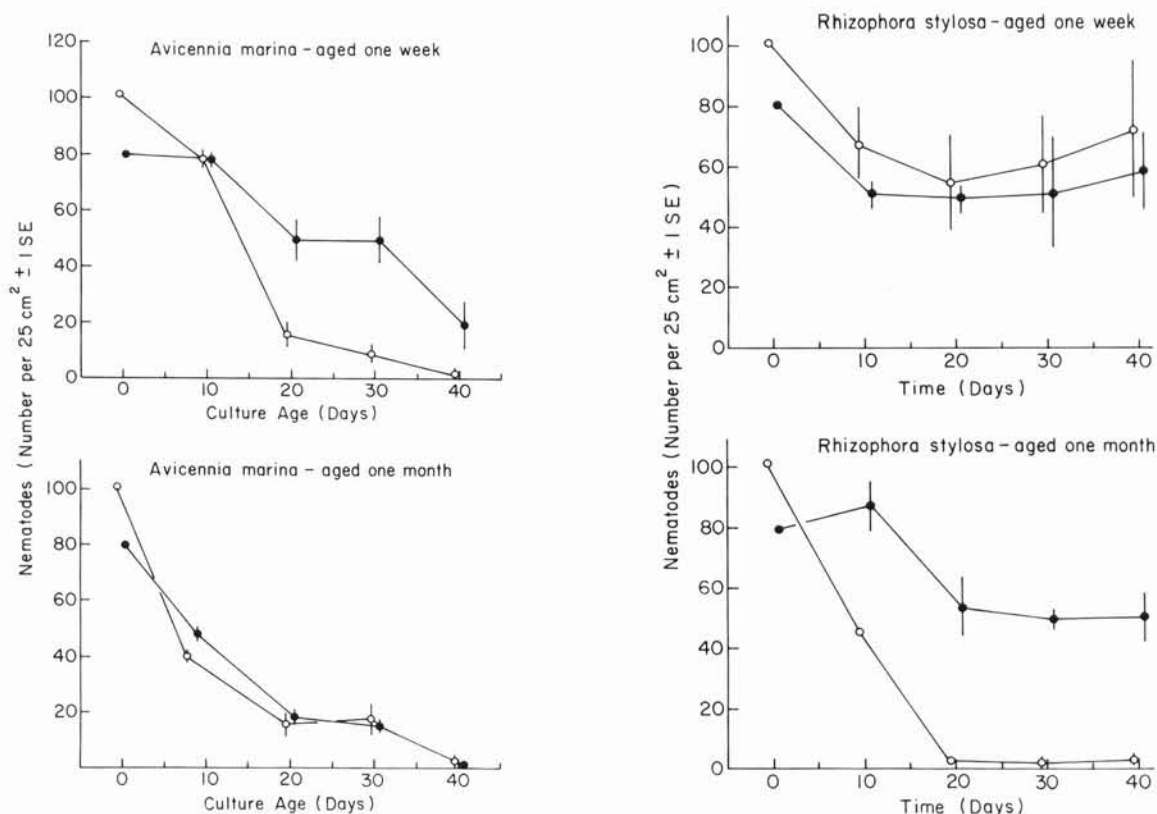 Avicennia marina – aged one week
120
100
80
60
40
20
0
0 10 20 30 40
Culture Age (Days)
Nematodes (Number per 25 cm² ± 1 SE)
Avicennia marina – aged one month
100
80
60
40
20
0 10 20 30 40
Culture Age (Days)
Rhizophora stylosa – aged one week
100
80
60
40
20
0
0 10 20 30 40
Time (Days)
Nematodes (Number per 25 cm² ± 1 SE)
Rhizophora stylosa – aged one month
100
80
60
40
20
0
0 10 20 30 40
Time (Days)